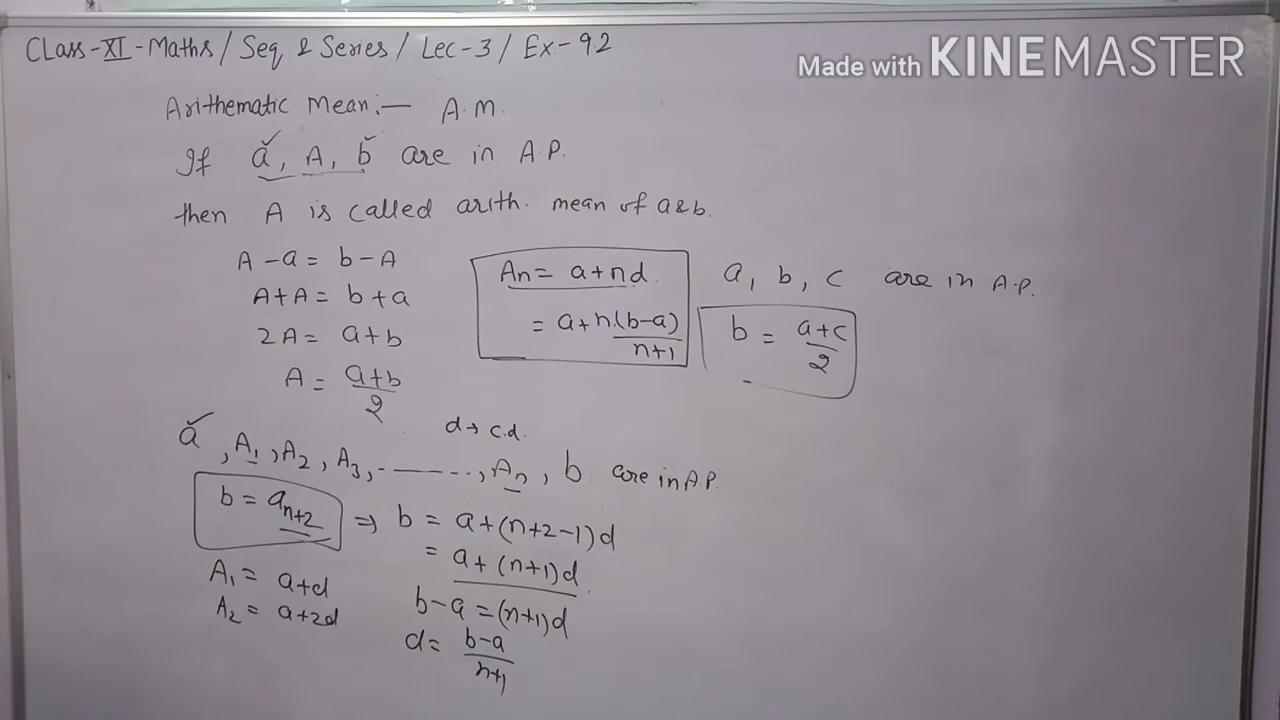 CLass-XI-Maths / Seq & Series / Lec-3 / Ex-9.2
Made with KINEMASTER
Arithematic Mean:— A.M.
If a, A, b are in A.P.
then A is called arith. mean of a&b.
A-a = b-A
A+A = b+a
2A = a+b
A = a+b/2
An = a+nd
= a+n(b-a)/n+1
a, b, c are in A.P.
b = a+c/2
d→c.d.
a, A1, A2, A3, --------, An, b are in A.P.
b = an+2 ⇒ b = a+(n+2-1)d
= a+(n+1)d
A1 = a+d
A2 = a+2d
b-a = (n+1)d
d = b-a/n+1